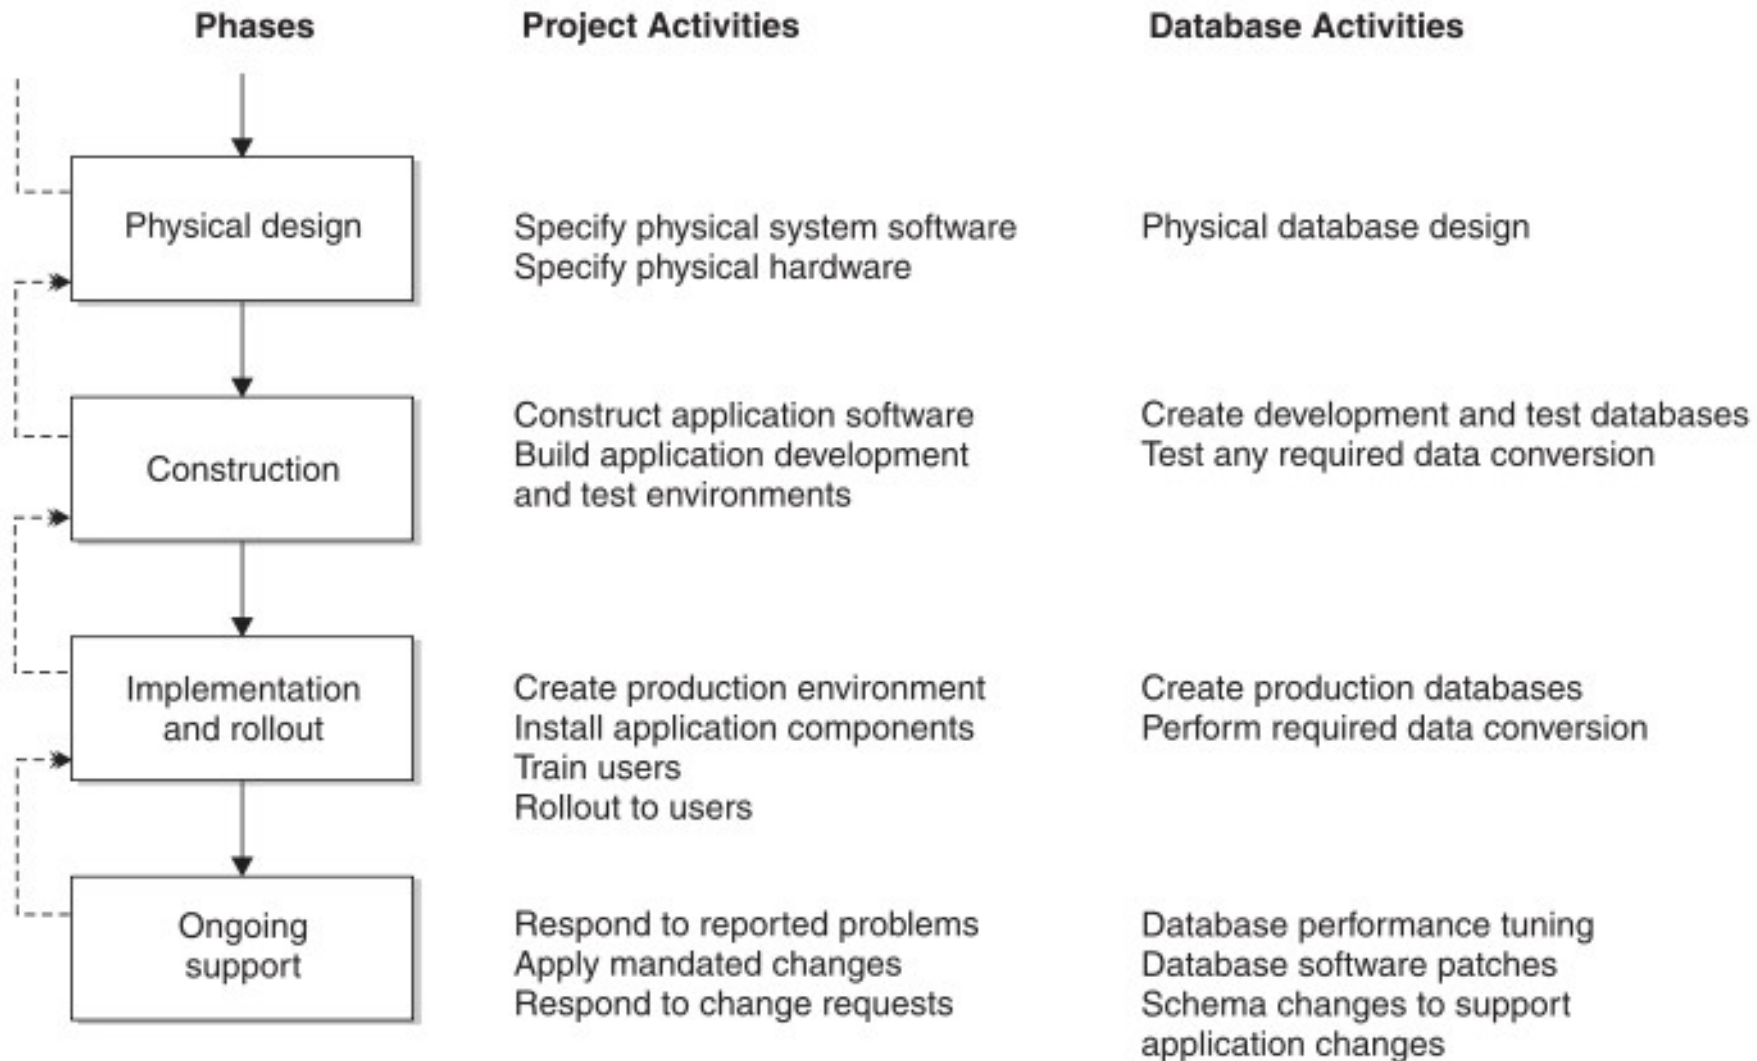 Phases
Project Activities
Database Activities
Physical design
Specify physical system software
Specify physical hardware
Physical database design
Construction
Construct application software
Build application development
and test environments
Create development and test databases
Test any required data conversion
Implementation
and rollout
Create production environment
Install application components
Train users
Rollout to users
Create production databases
Perform required data conversion
Ongoing
support
Respond to reported problems
Apply mandated changes
Respond to change requests
Database performance tuning
Database software patches
Schema changes to support
application changes